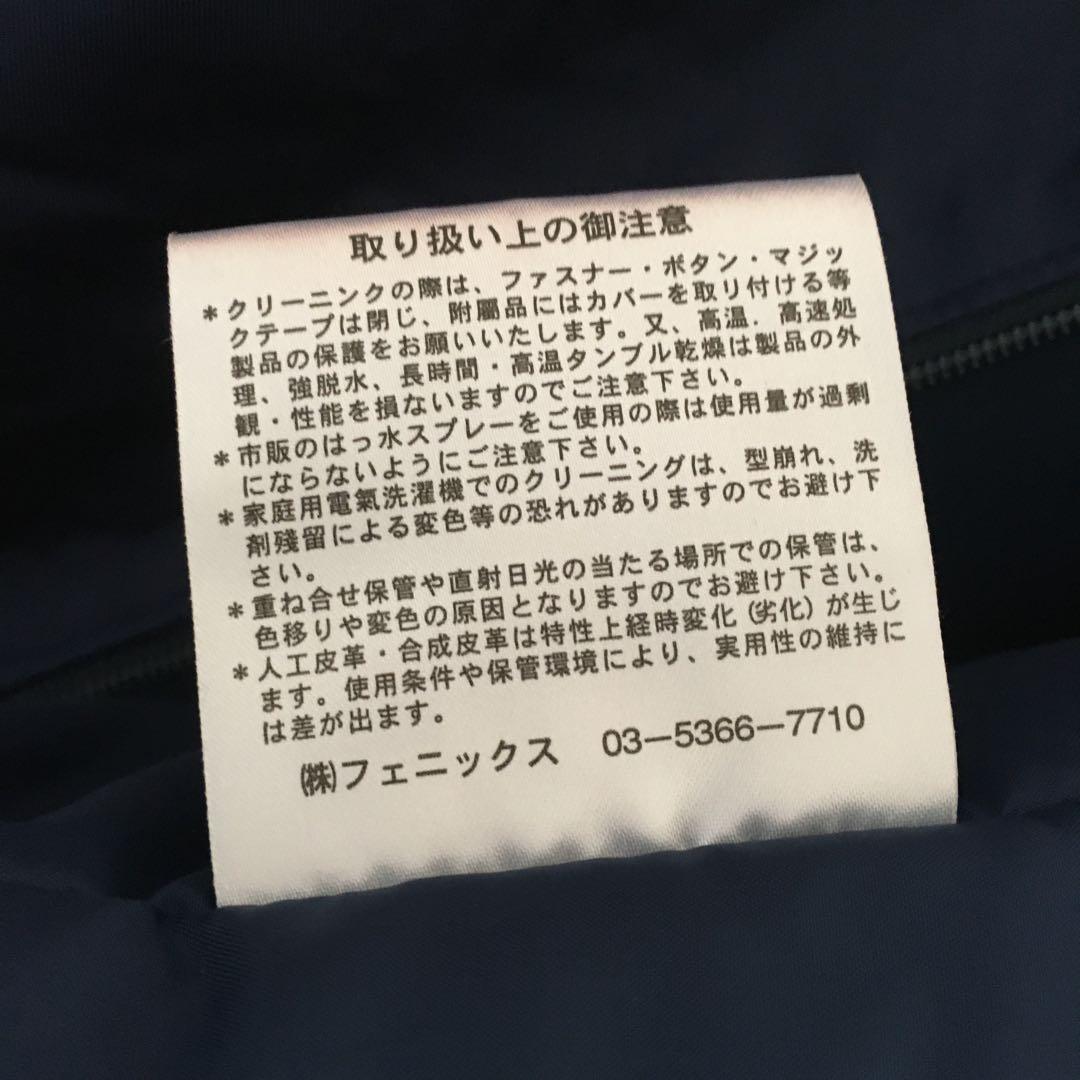 取り扱い上の御注意
*クリーニンクの際は、ファスナー・ボタン・マジッ
クテープは閉じ、附屬品にはカバーを取り付ける等
製品の保護をお願いいたします。又、高温．高速処
理、強脱水、長時間・高温タンブル乾燥は製品の外
観・性能を損ないますのでご注意下さい。
*市販のはっ水スプレーをご使用の際は使用量が過剰
にならないようにご注意下さい。
*家庭用電氣洗濯機でのクリーニングは、型崩れ、洗
剤残留による変色等の恐れがありますのでお避け下
さい。
*重ね合せ保管や直射日光の当たる場所での保管は、
色移りや変色の原因となりますのでお避け下さい。
*人工皮革・合成皮革は特性上経時変化(劣化)が生じ
ます。使用条件や保管環境により、実用性の維持に
は差が出ます。
㈱フェニックス 03-5366-7710